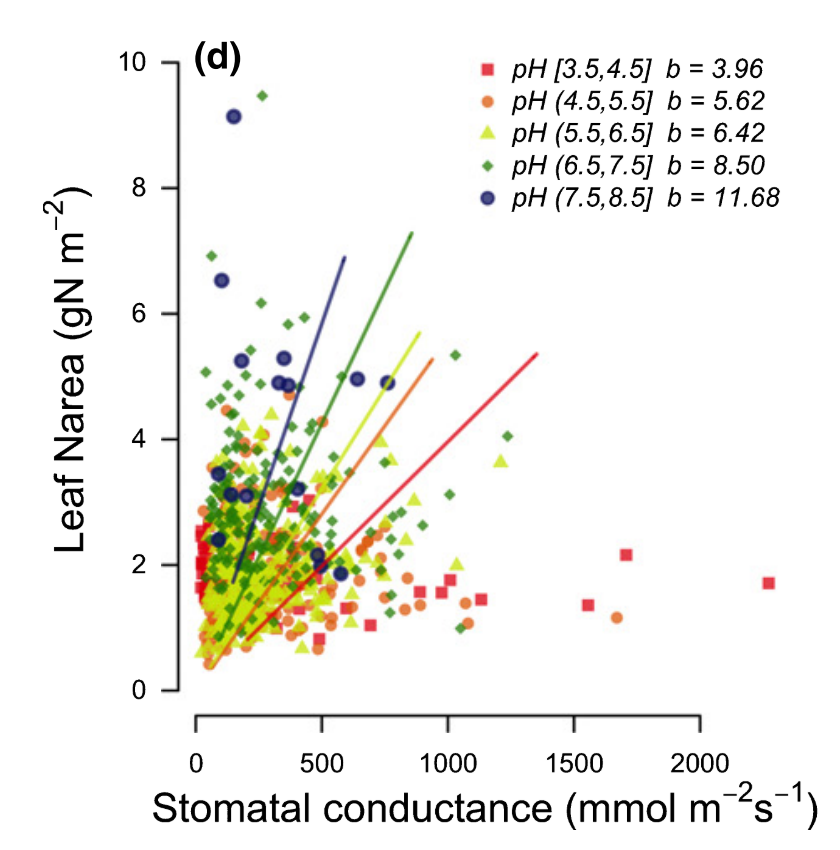 (d)
pH [3.5,4.5] b = 3.96
pH (4.5,5.5] b = 5.62
pH (5.5,6.5] b = 6.42
pH (6.5,7.5] b = 8.50
pH (7.5,8.5] b = 11.68
Leaf Narea (gN m−2)
10
8
6
4
2
0
0 500 1000 1500 2000
Stomatal conductance (mmol m−2s−1)